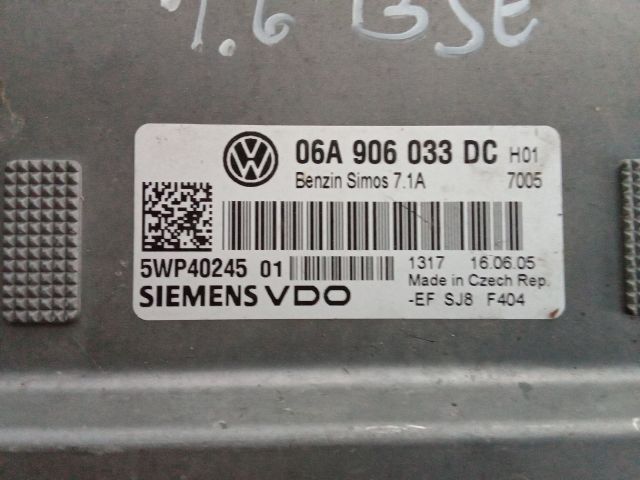 1.6 BSE
06A 906 033 DC H01
Benzin Simos 7.1A 7005
5WP40245 01 1317 16.06.05
Made in Czech Rep.
SIEMENS VDO -EF SJ8 F404